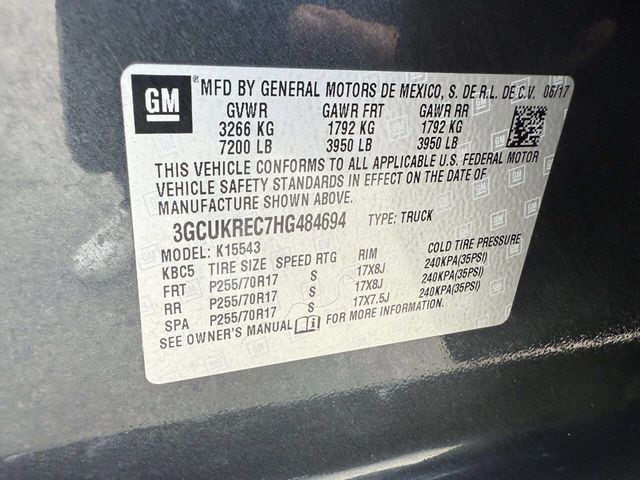 GM
MFD BY GENERAL MOTORS DE MEXICO, S. DE R.L. DE C.V. 06/17
GVWR GAWR FRT GAWR RR
3266 KG 1792 KG 1792 KG
7200 LB 3950 LB 3950 LB
THIS VEHICLE CONFORMS TO ALL APPLICABLE U.S. FEDERAL MOTOR
VEHICLE SAFETY STANDARDS IN EFFECT ON THE DATE OF
MANUFACTURE SHOWN ABOVE.
3GCUKREC7HG484694 TYPE: TRUCK
MODEL: K15543
KBC5 TIRE SIZE SPEED RTG RIM COLD TIRE PRESSURE
FRT P255/70R17 S 17X8J 240KPA(35PSI)
RR P255/70R17 S 17X8J 240KPA(35PSI)
SPA P255/70R17 S 17X7.5J 240KPA(35PSI)
SEE OWNER'S MANUAL FOR MORE INFORMATION.